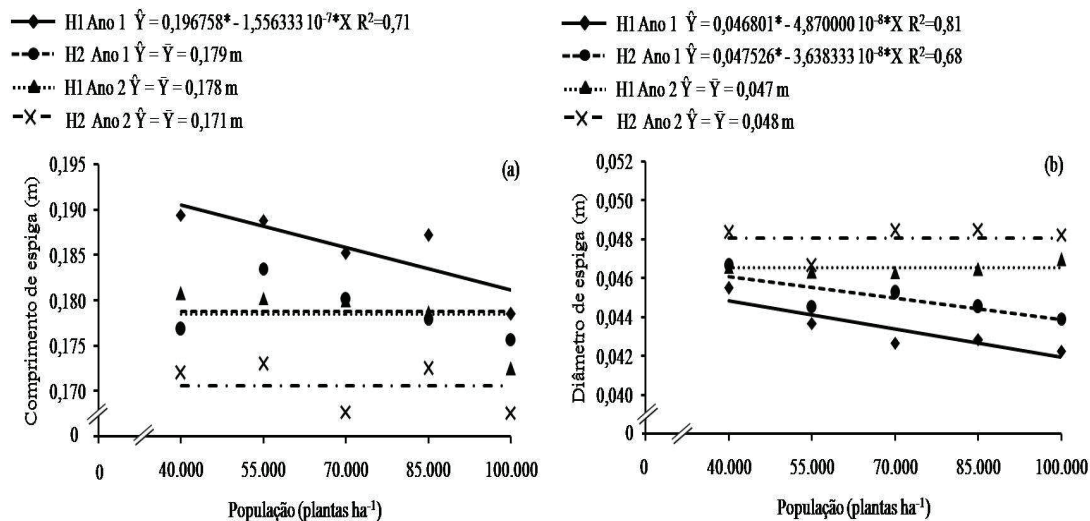 H1 Ano 1 Ŷ = 0,196758* - 1,556333 10⁻⁷*X R²=0,71
H2 Ano 1 Ŷ = Ȳ = 0,179 m
H1 Ano 2 Ŷ = Ȳ = 0,178 m
H2 Ano 2 Ŷ = Ȳ = 0,171 m
Comprimento de espiga (m)
(a)
0,195
0,190
0,185
0,180
0,175
0,170
0
0 40.000 55.000 70.000 85.000 100.000
População (plantas ha⁻¹)
H1 Ano 1 Ŷ = 0,046801* - 4,870000 10⁻⁸*X R²=0,81
H2 Ano 1 Ŷ = 0,047526* - 3,638333 10⁻⁸*X R²=0,68
H1 Ano 2 Ŷ = Ȳ = 0,047 m
H2 Ano 2 Ŷ = Ȳ = 0,048 m
Diâmetro de espiga (m)
(b)
0,052
0,050
0,048
0,046
0,044
0,042
0,040
0
0 40.000 55.000 70.000 85.000 100.000
População (plantas ha⁻¹)